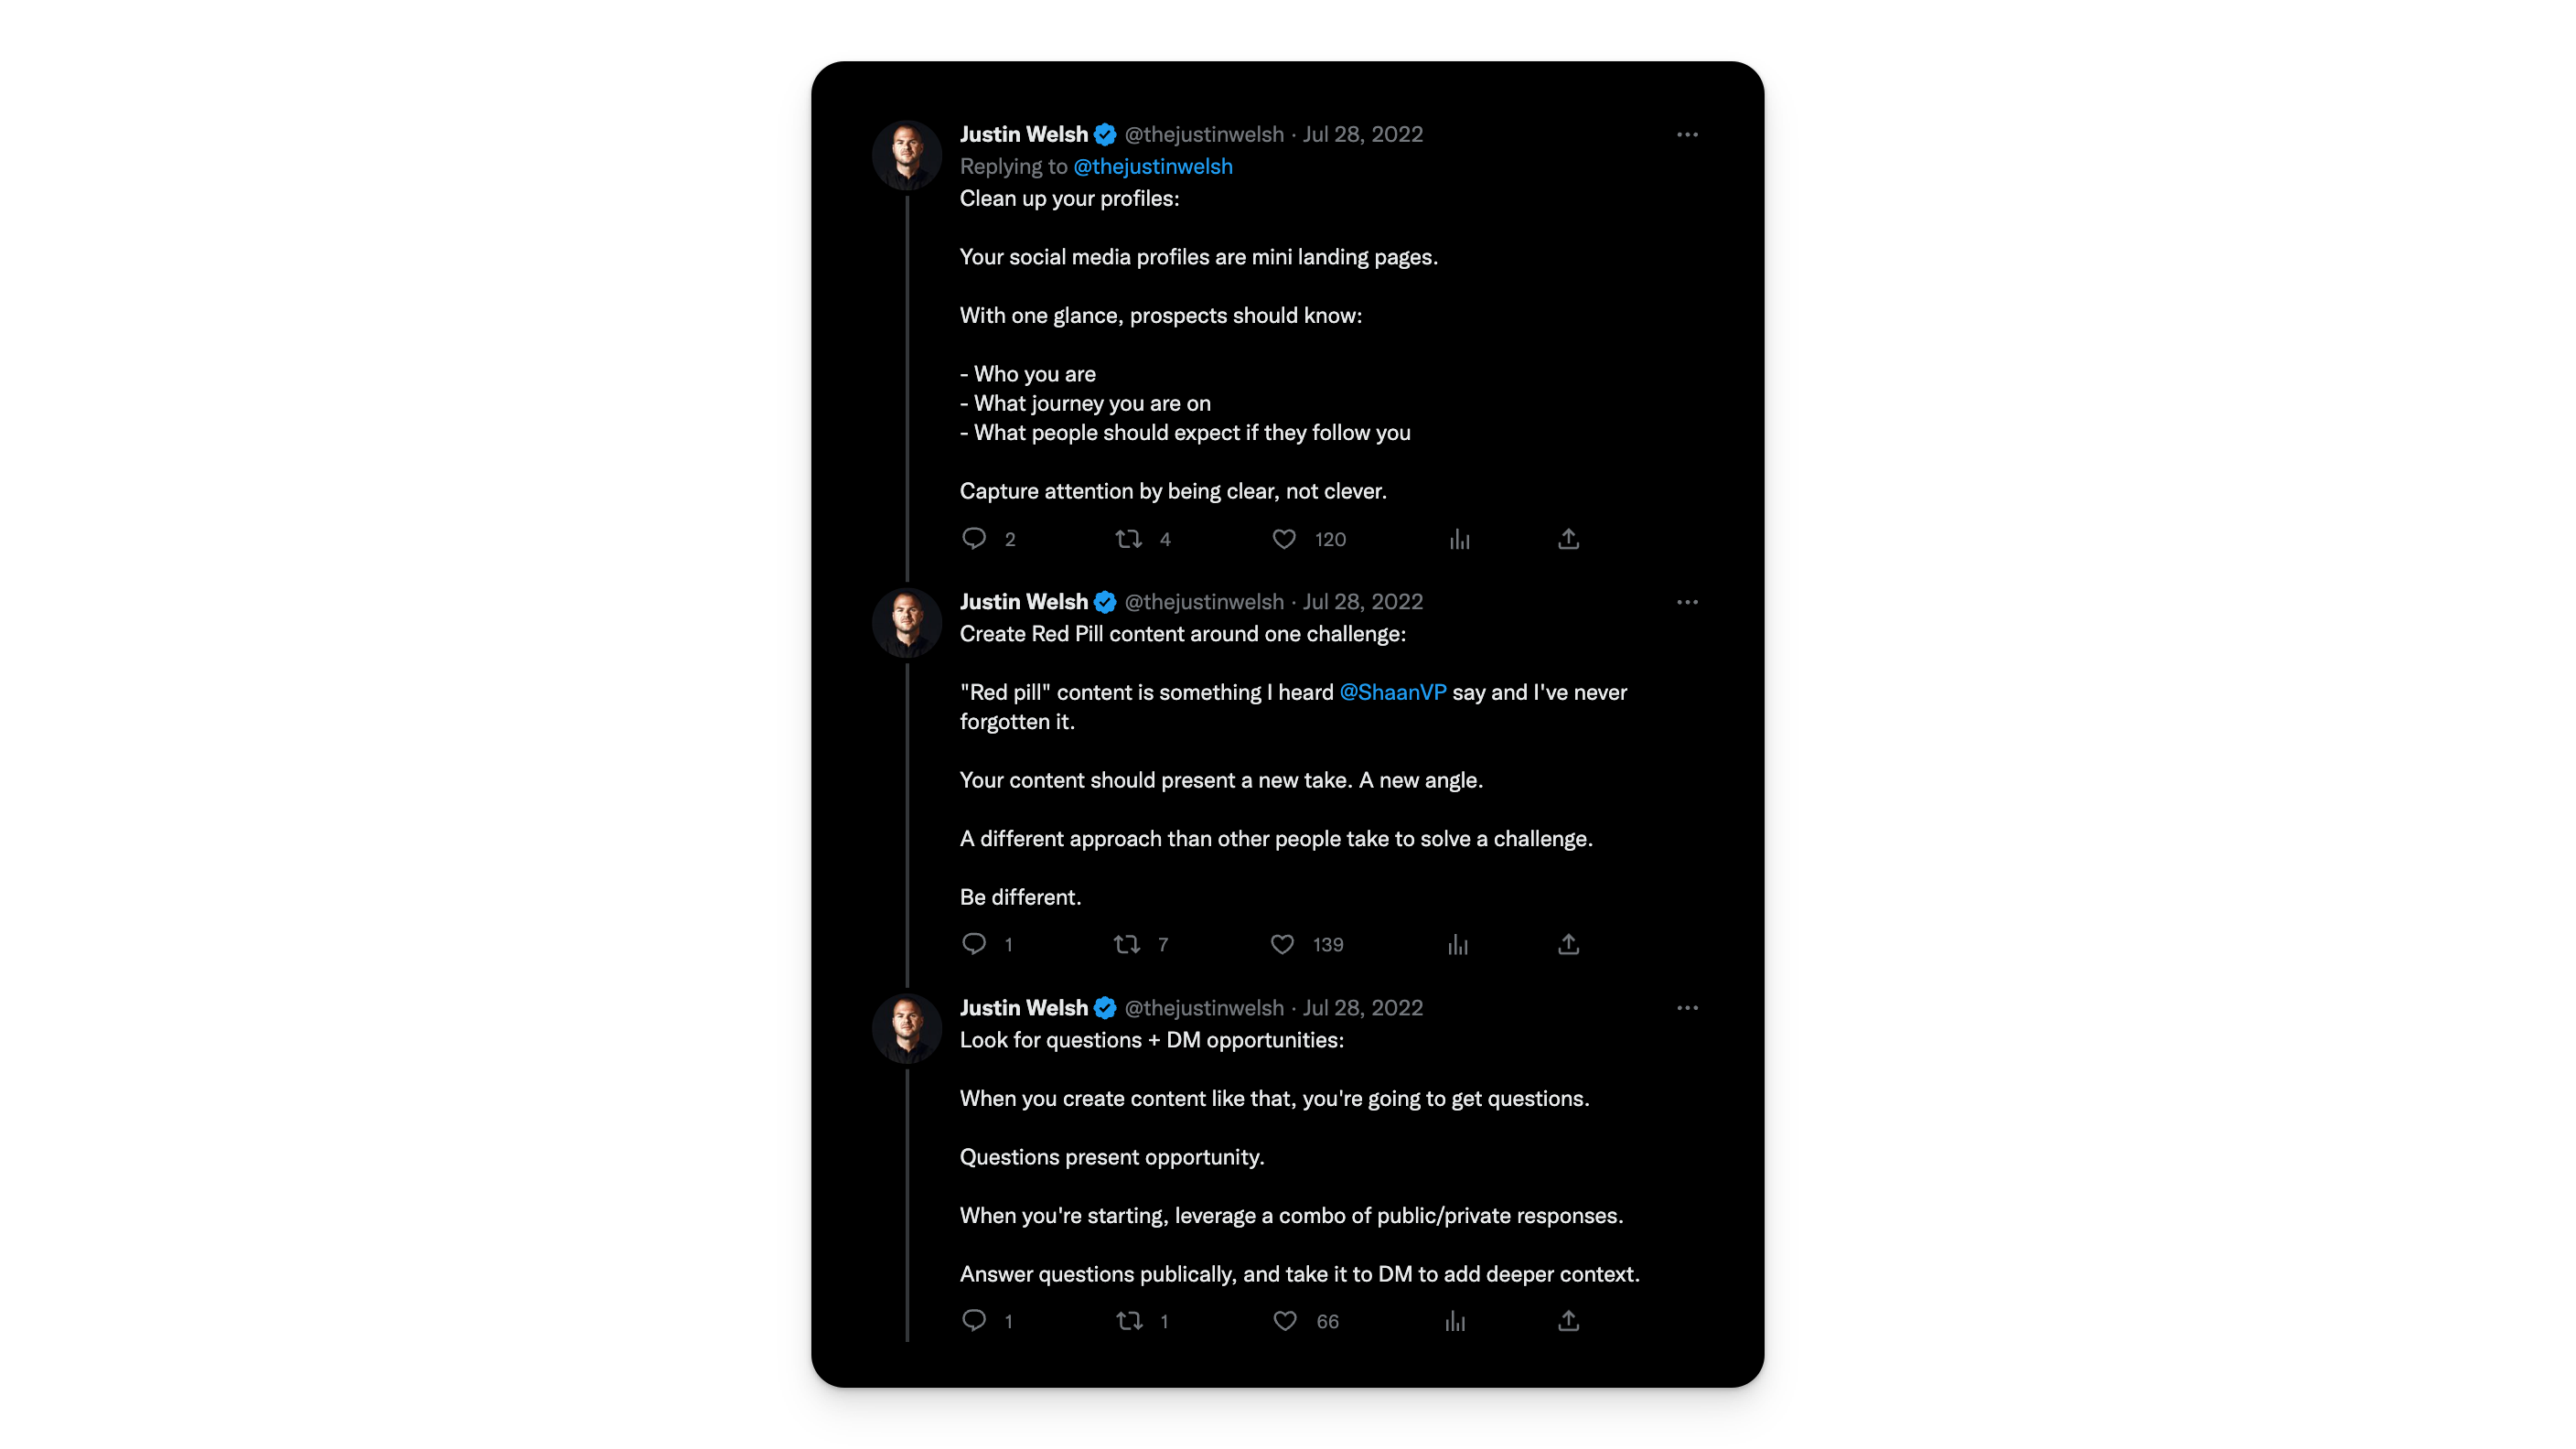 Justin Welsh @thejustinwelsh · Jul 28, 2022
Replying to @thejustinwelsh
Clean up your profiles:
Your social media profiles are mini landing pages.
With one glance, prospects should know:
- Who you are
- What journey you are on
- What people should expect if they follow you
Capture attention by being clear, not clever.
2 4 120
Justin Welsh @thejustinwelsh · Jul 28, 2022
Create Red Pill content around one challenge:
"Red pill" content is something I heard @ShaanVP say and I've never
forgotten it.
Your content should present a new take. A new angle.
A different approach than other people take to solve a challenge.
Be different.
1 7 139
Justin Welsh @thejustinwelsh · Jul 28, 2022
Look for questions + DM opportunities:
When you create content like that, you're going to get questions.
Questions present opportunity.
When you're starting, leverage a combo of public/private responses.
Answer questions publically, and take it to DM to add deeper context.
1 1 66